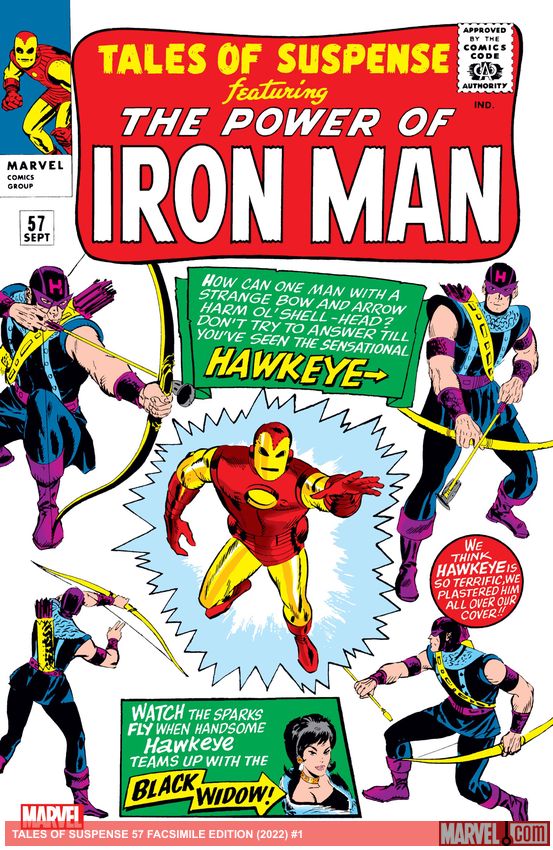 TALES OF SUSPENSE
featuring
THE POWER OF
IRON MAN
APPROVED
BY THE
COMICS
CODE
CA
AUTHORITY
IND.
MARVEL
COMICS
GROUP
57
SEPT
H
H
HOW CAN ONE MAN WITH A
STRANGE BOW AND ARROW
HARM OL' SHELL-HEAD?
DON'T TRY TO ANSWER TILL
YOU'VE SEEN THE SENSATIONAL
HAWKEYE
WE
THINK
HAWKEYE IS
SO TERRIFIC, WE
PLASTERED HIM
ALL OVER OUR
COVER!!
WATCH THE SPARKS
FLY WHEN HANDSOME
Hawkeye
TEAMS UP WITH THE
BLACK WIDOW!
MARVEL
TALES OF SUSPENSE 57 FACSIMILE EDITION (2022) #1
MARVEL.com